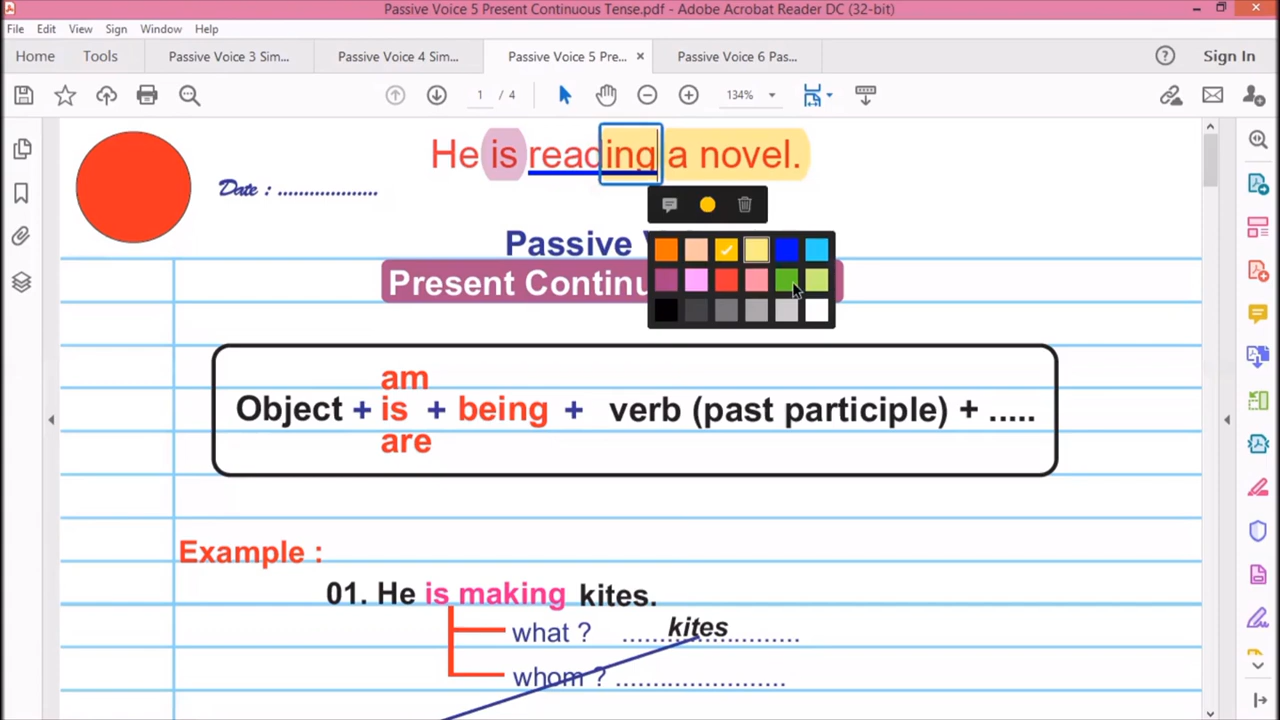 Passive Voice 5 Present Continuous Tense.pdf - Adobe Acrobat Reader DC (32-bit)
File Edit View Sign Window Help
Home Tools Passive Voice 3 Sim... Passive Voice 4 Sim... Passive Voice 5 Pre... Passive Voice 6 Pas... Sign In
1 / 4 134%
He is reading a novel.
Date : ..................
Passive
Present Continu
am
Object + is + being + verb (past participle) + .....
are
Example :
01. He is making kites.
what ? kites
whom ? ......................